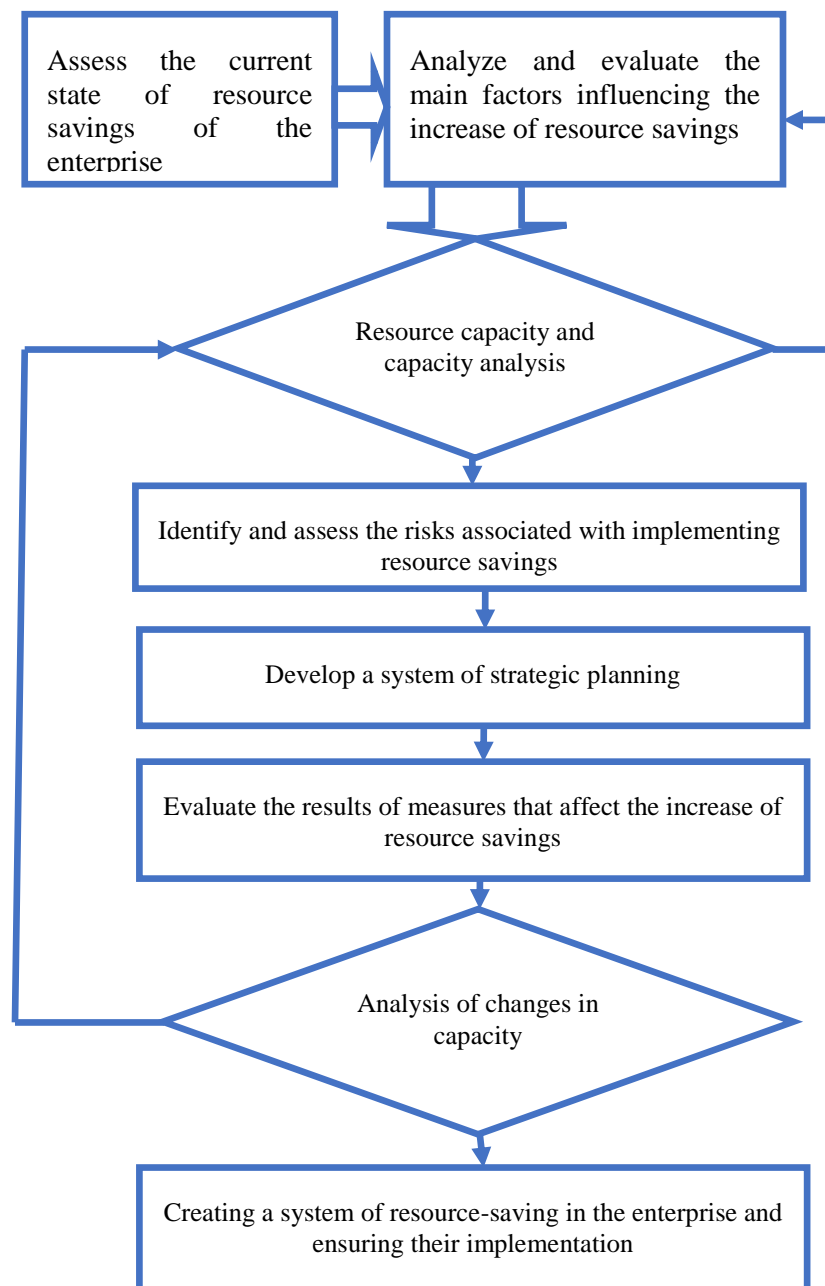 Assess the current
state of resource
savings of the
enterprise
Analyze and evaluate the
main factors influencing the
increase of resource savings
Resource capacity and
capacity analysis
Identify and assess the risks associated with implementing
resource savings
Develop a system of strategic planning
Evaluate the results of measures that affect the increase of
resource savings
Analysis of changes in
capacity
Creating a system of resource-saving in the enterprise and
ensuring their implementation